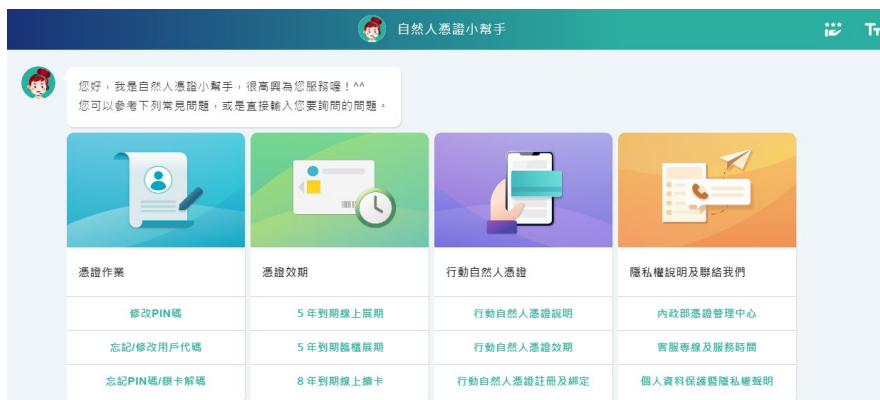 自然人憑證小幫手
您好，我是自然人憑證小幫手，很高興為您服務喔！^^
您可以參考下列常見問題，或是直接輸入您要詢問的問題。
憑證作業
修改PIN碼
忘記/修改用戶代碼
忘記PIN碼/鎖卡解碼
憑證效期
5 年到期線上展期
5 年到期臨櫃展期
8 年到期線上續卡
行動自然人憑證
行動自然人憑證說明
行動自然人憑證效期
行動自然人憑證註冊及綁定
隱私權說明及聯絡我們
內政部憑證管理中心
客服專線及服務時間
個人資料保護暨隱私權聲明